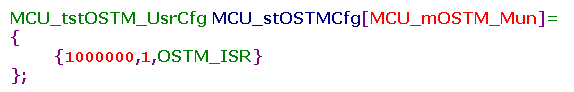 MCU_tstOSTM_UsrCfg MCU_stOSTMCfg[MCU_mOSTM_Mun]=
{
{1000000,1,OSTM_ISR}
};